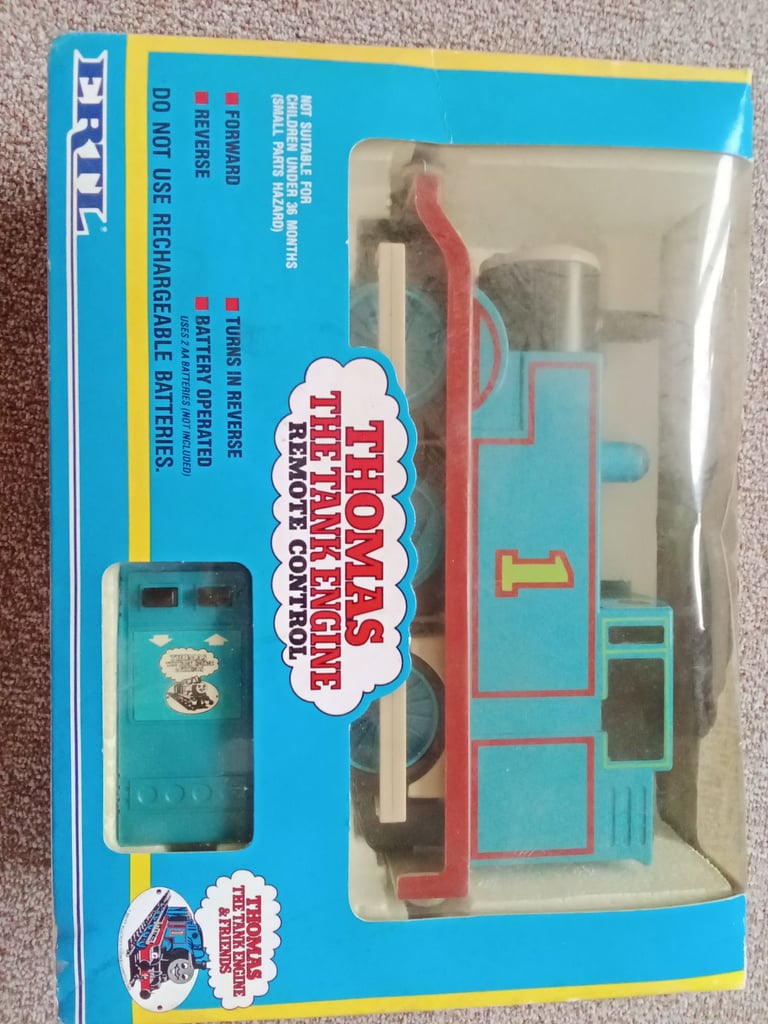 THOMAS
THE TANK ENGINE
REMOTE CONTROL
1
NOT SUITABLE FOR
CHILDREN UNDER 36 MONTHS
(SMALL PARTS HAZARD)
FORWARD
REVERSE
TURNS IN REVERSE
BATTERY OPERATED
USES 2 AA BATTERIES (NOT INCLUDED)
DO NOT USE RECHARGEABLE BATTERIES.
ERTL®
THOMAS
THE TANK ENGINE
& FRIENDS